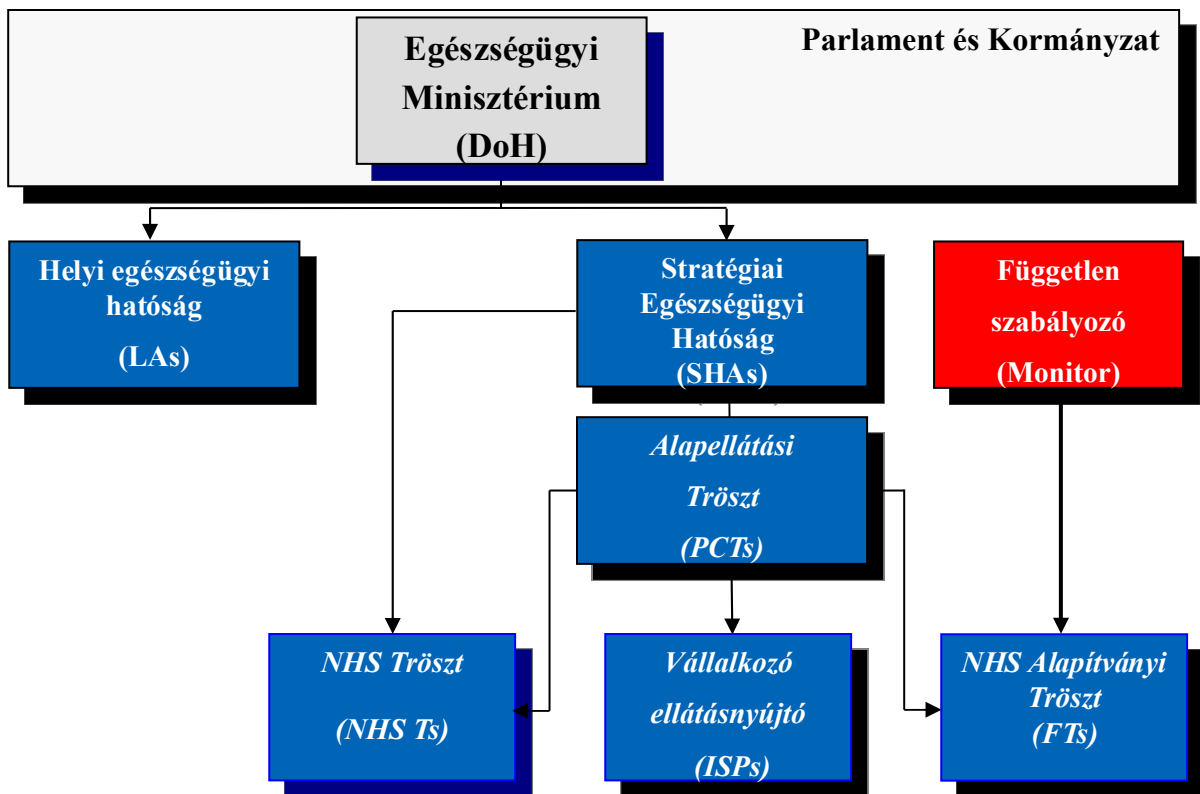 Parlament és Kormányzat
Egészségügyi
Minisztérium
(DoH)
Helyi egészségügyi
hatóság
(LAs)
Stratégiai
Egészségügyi
Hatóság
(SHAs)
Független
szabályozó
(Monitor)
Alapellátási
Tröszt
(PCTs)
NHS Tröszt
(NHS Ts)
Vállalkozó
ellátásnyújtó
(ISPs)
NHS Alapítványi
Tröszt
(FTs)